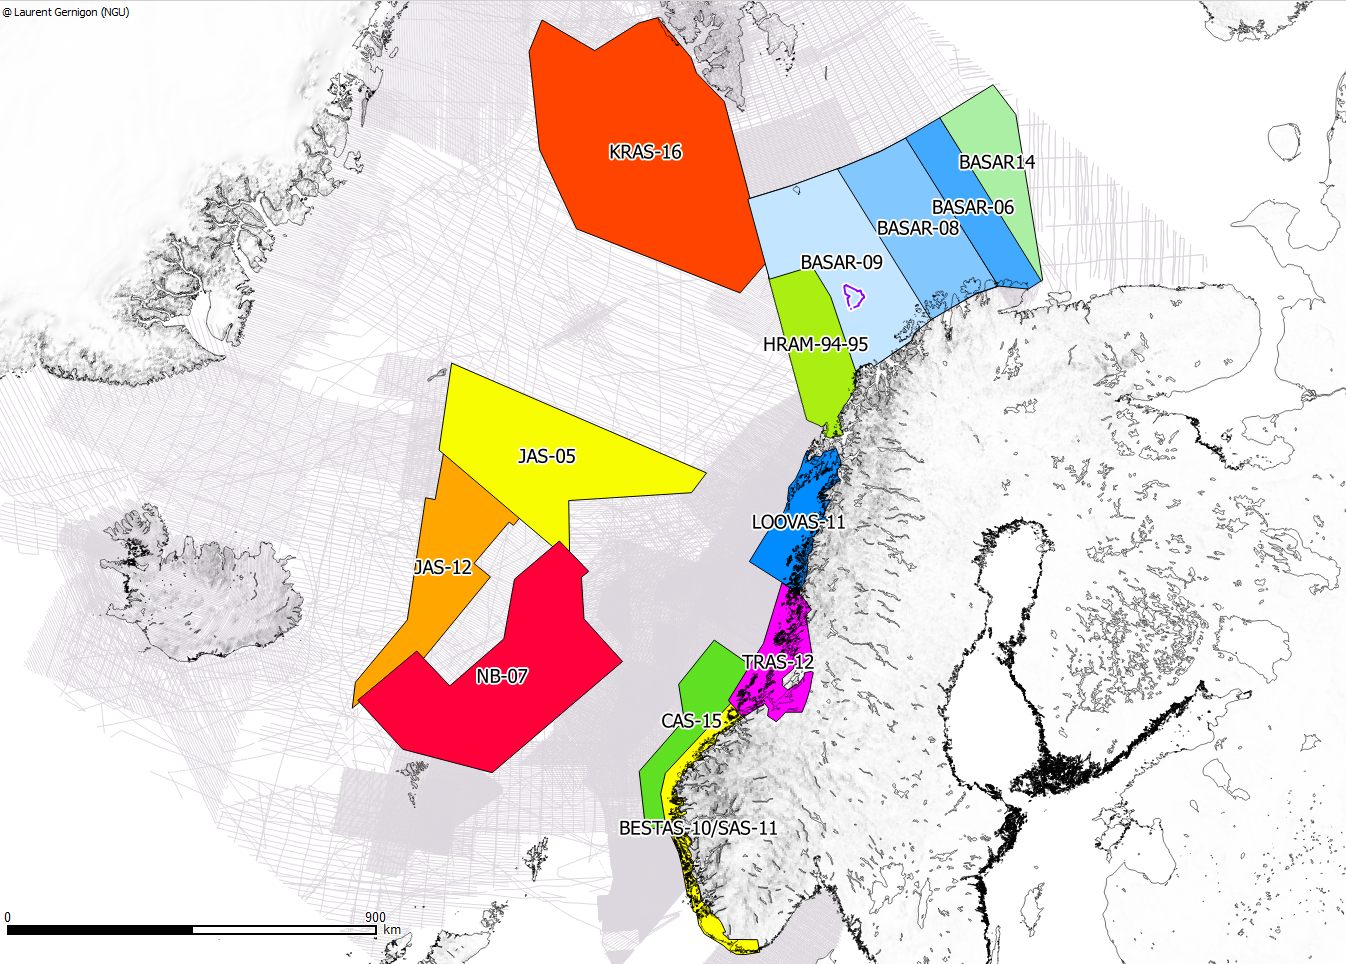 @ Laurent Gernigon (NGU)
KRAS-16
BASAR14
BASAR-06
BASAR-08
BASAR-09
HRAM-94-95
JAS-05
LOOVAS-11
JAS-12
TRAS-12
NB-07
CAS-15
BESTAS-10/SAS-11
0 900
km